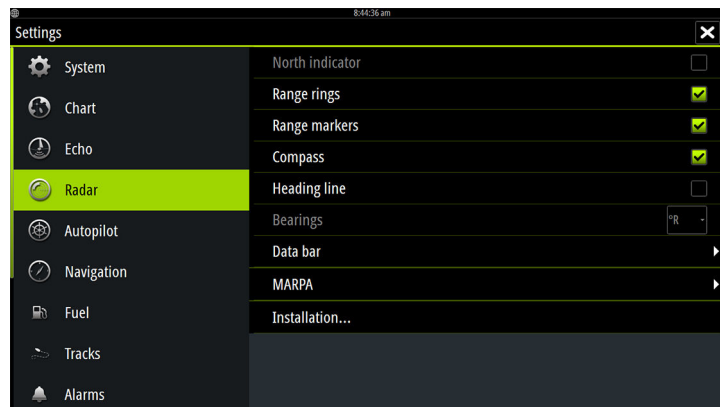 8:44:36 am
Settings
System
Chart
Echo
Radar
Autopilot
Navigation
Fuel
Tracks
Alarms
North indicator
Range rings
Range markers
Compass
Heading line
Bearings
°R
Data bar
MARPA
Installation...